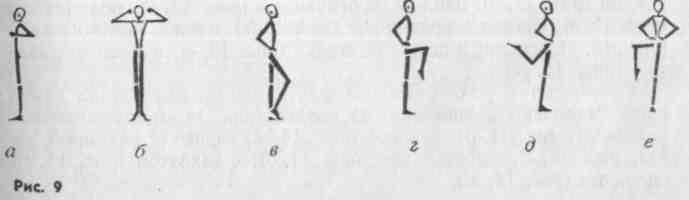 а б в г д е
Рис. 9